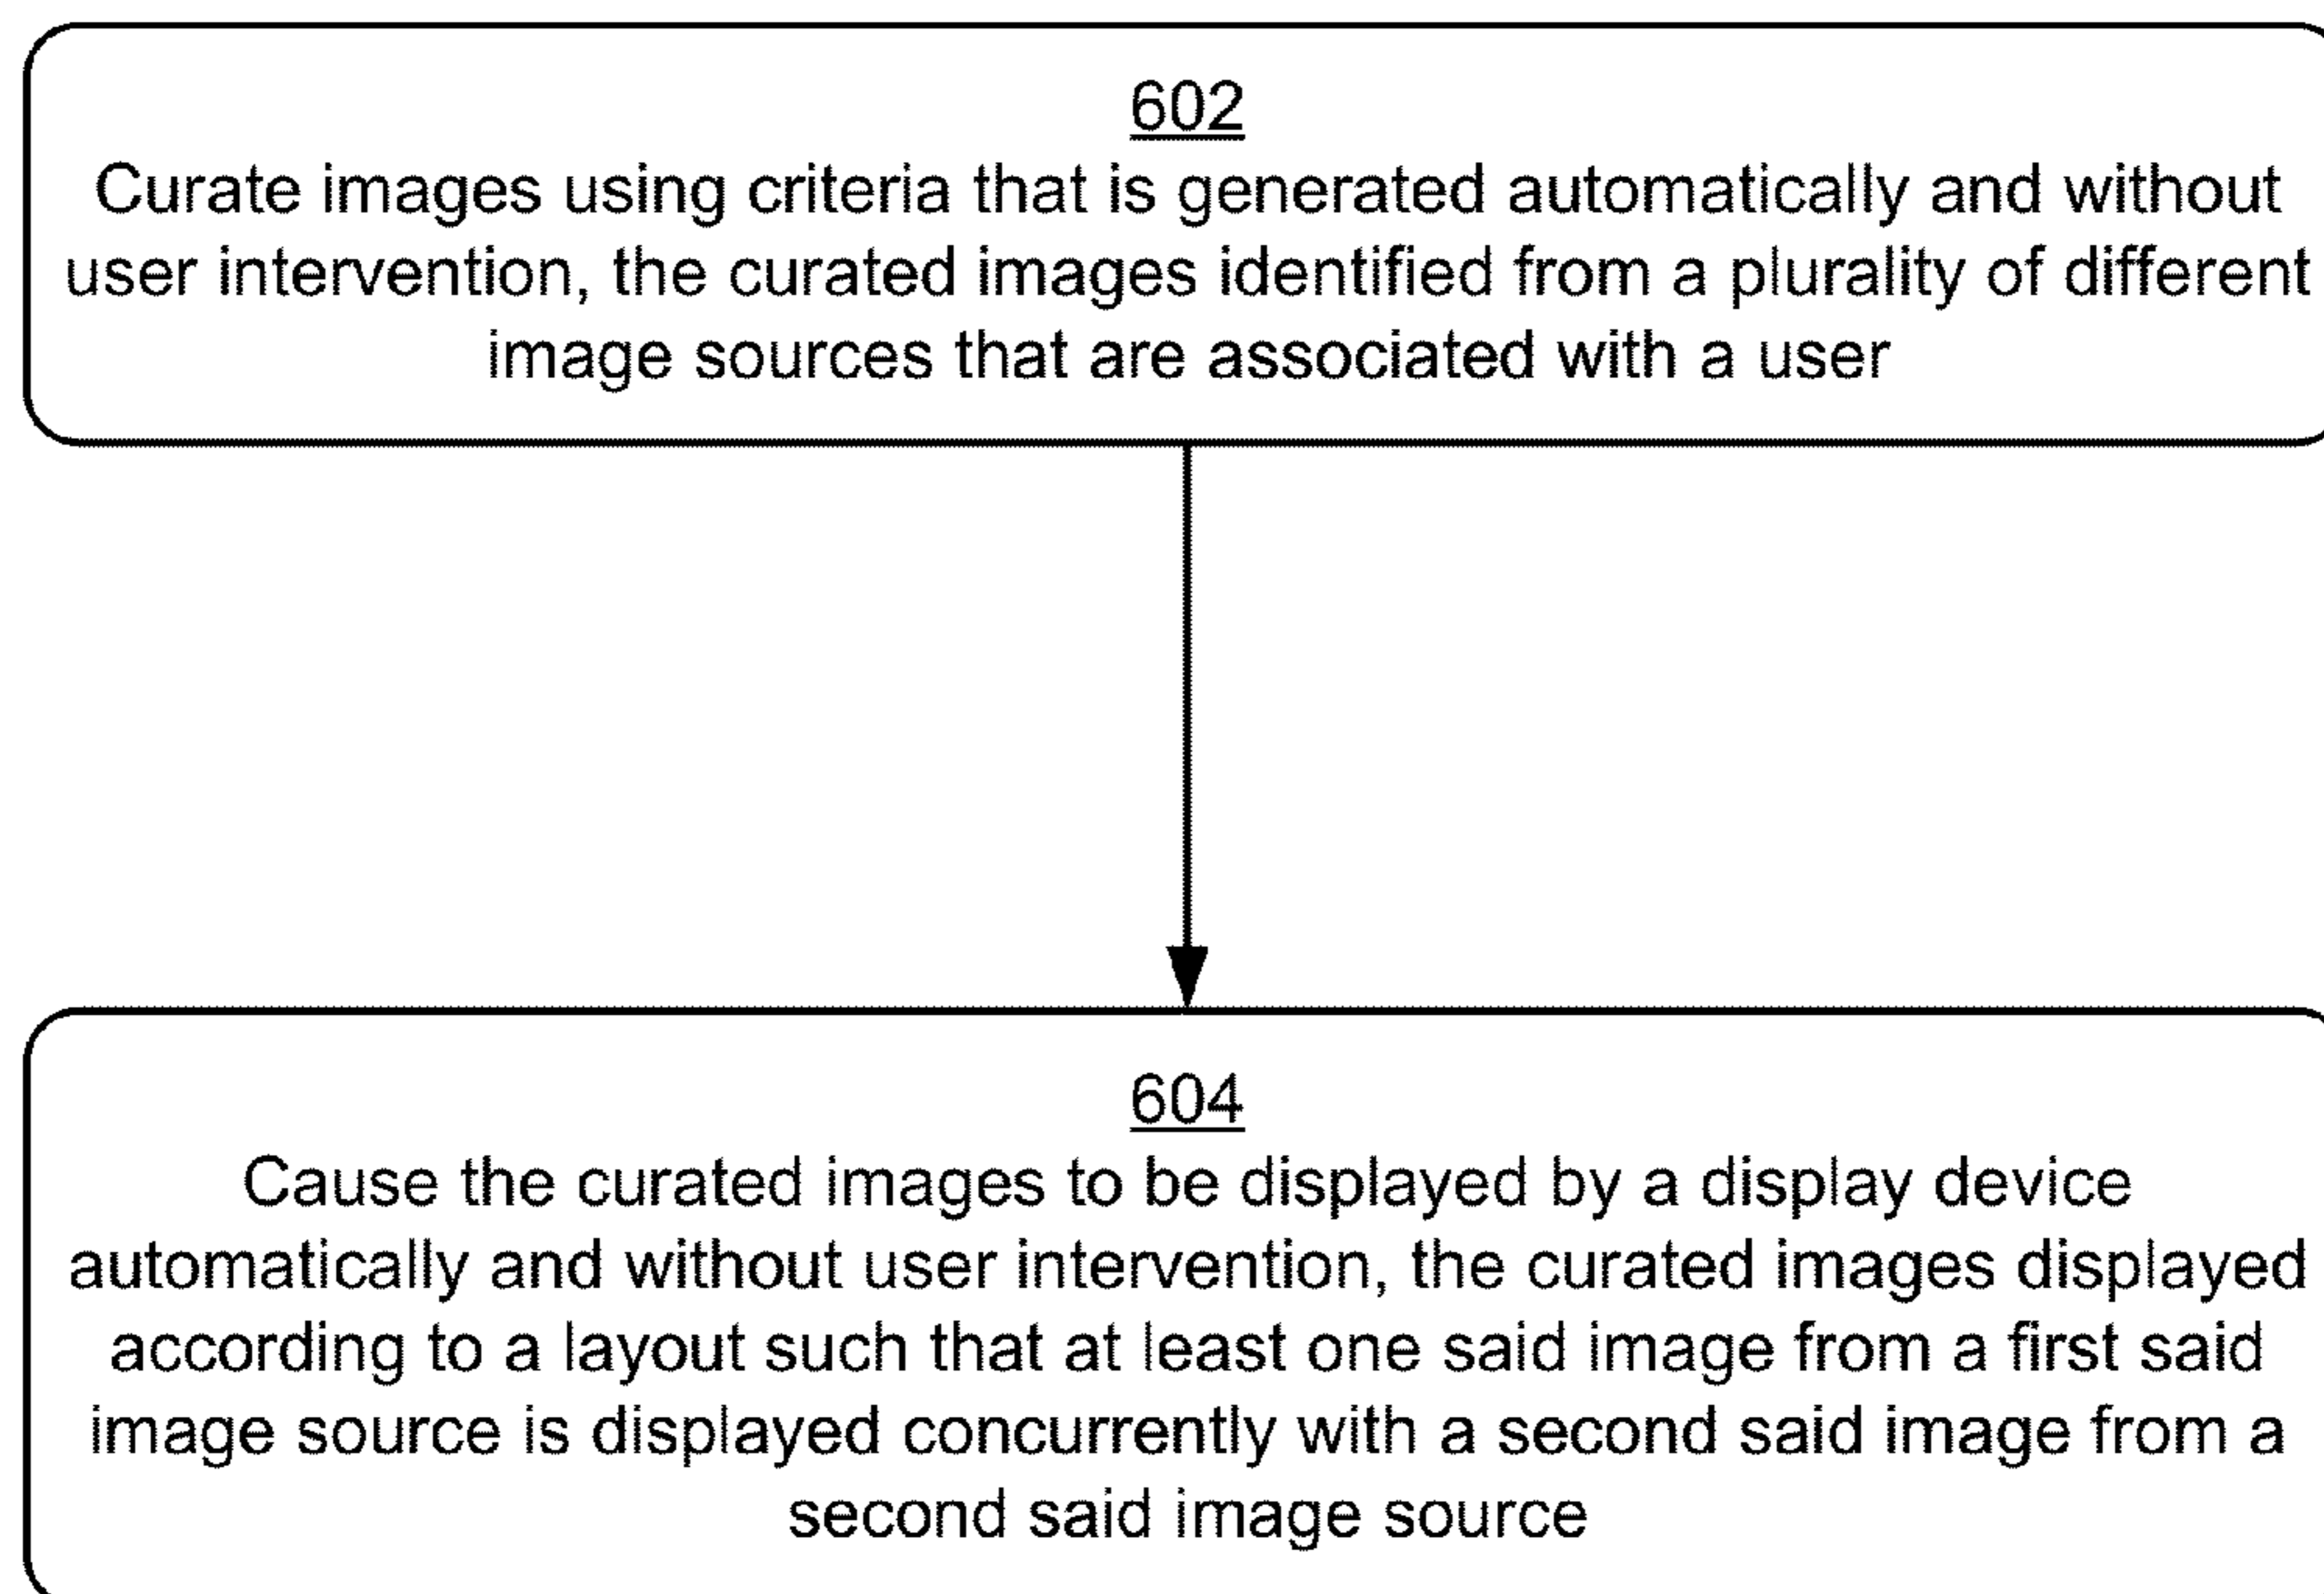 602
Curate images using criteria that is generated automatically and without
user intervention, the curated images identified from a plurality of different
image sources that are associated with a user
604
Cause the curated images to be displayed by a display device
automatically and without user intervention, the curated images displayed
according to a layout such that at least one said image from a first said
image source is displayed concurrently with a second said image from a
second said image source